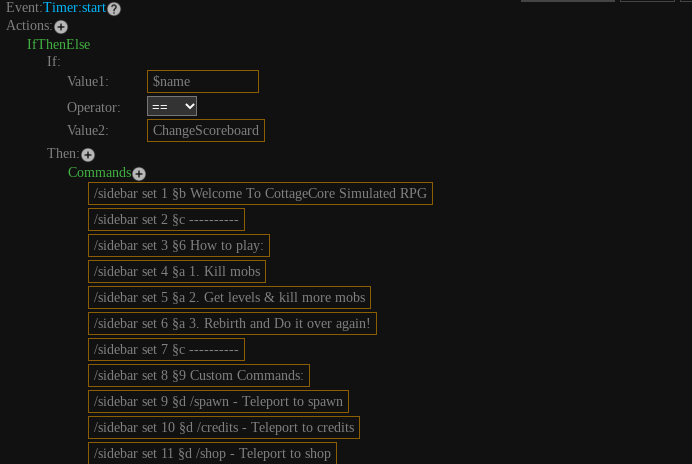 Event:Timer:start?
Actions:+
IfThenElse
If:
Value1: $name
Operator: ==
Value2: ChangeScoreboard
Then:+
Commands+
/sidebar set 1 §b Welcome To CottageCore Simulated RPG
/sidebar set 2 §c ----------
/sidebar set 3 §6 How to play:
/sidebar set 4 §a 1. Kill mobs
/sidebar set 5 §a 2. Get levels & kill more mobs
/sidebar set 6 §a 3. Rebirth and Do it over again!
/sidebar set 7 §c ----------
/sidebar set 8 §9 Custom Commands:
/sidebar set 9 §d /spawn - Teleport to spawn
/sidebar set 10 §d /credits - Teleport to credits
/sidebar set 11 §d /shop - Teleport to shop